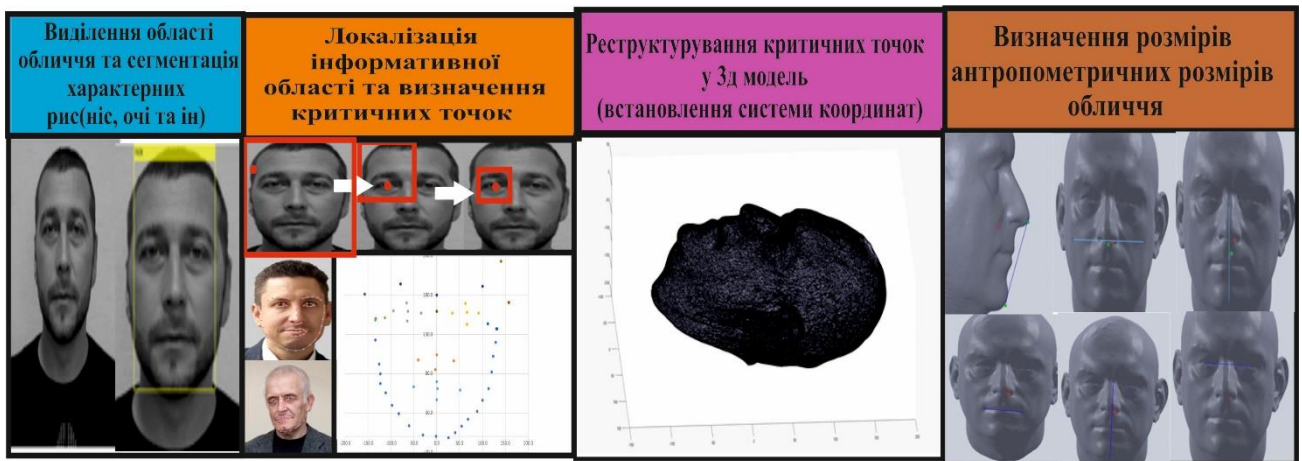 Виділення області
обличчя та сегментація
характерних
рис(ніс, очі та ін)
Локалізація
інформативної
області та визначення
критичних точок
Реструктурування критичних точок
у 3д модель
(встановлення системи координат)
Визначення розмірів
антропометричних розмірів
обличчя